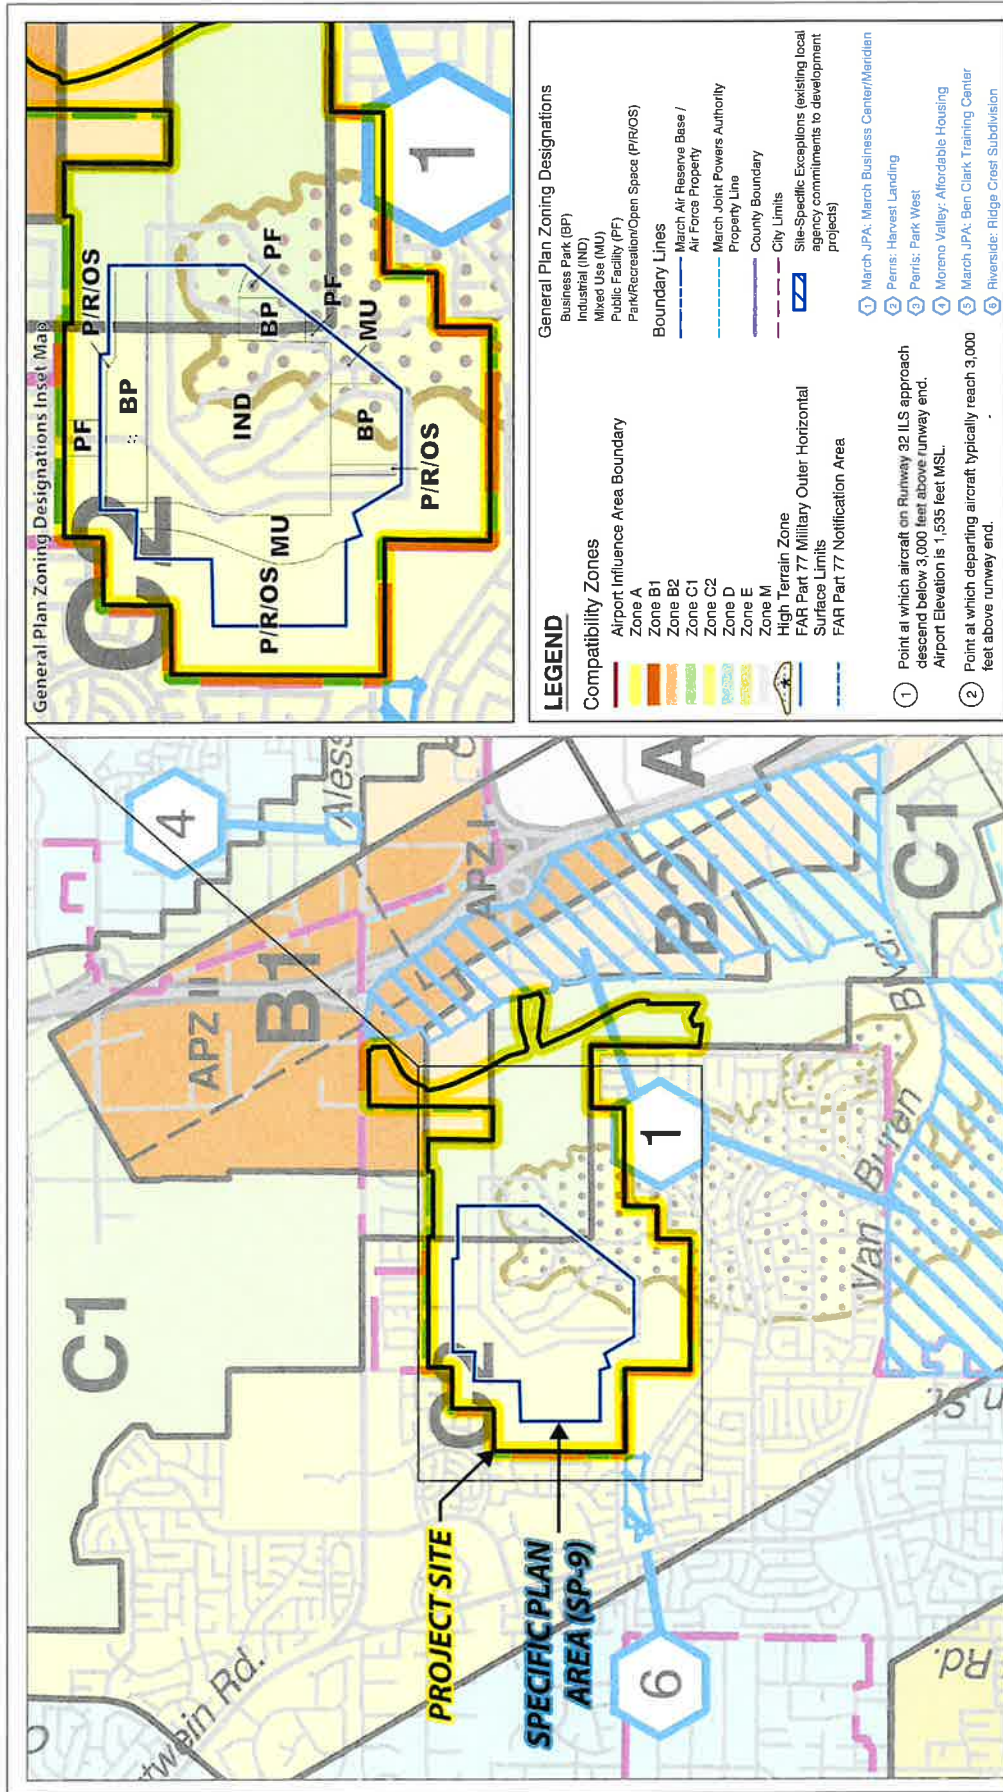 General Plan Zoning Designations Inset Map
C2
P/R/OS
PF
BP
PF
BP
IND
PF
MU
BP
P/R/OS
MU
P/R/OS
1
C1
APZ II
B1
4
Aless
APZ I
A
B2
C1
C2
1
Van Buren Blvd.
PROJECT SITE
SPECIFIC PLAN
AREA (SP-9)
6
twein Rd.
Rd.
St.
LEGEND
Compatibility Zones
Airport Influence Area Boundary
Zone A
Zone B1
Zone B2
Zone C1
Zone C2
Zone D
Zone E
Zone M
High Terrain Zone
FAR Part 77 Military Outer Horizontal
Surface Limits
FAR Part 77 Notification Area
1 Point at which aircraft on Runway 32 ILS approach
descend below 3,000 feet above runway end.
Airport Elevation is 1,535 feet MSL.
2 Point at which departing aircraft typically reach 3,000
feet above runway end.
General Plan Zoning Designations
Business Park (BP)
Industrial (IND)
Mixed Use (MU)
Public Facility (PF)
Park/Recreation/Open Space (P/R/OS)
Boundary Lines
March Air Reserve Base /
Air Force Property
March Joint Powers Authority
Property Line
County Boundary
City Limits
Site-Specific Exceptions (existing local
agency commitments to development
projects)
1 March JPA: March Business Center/Meridian
2 Perris: Harvest Landing
3 Perris: Park West
4 Moreno Valley: Affordable Housing
5 March JPA: Ben Clark Training Center
6 Riverside: Ridge Crest Subdivision